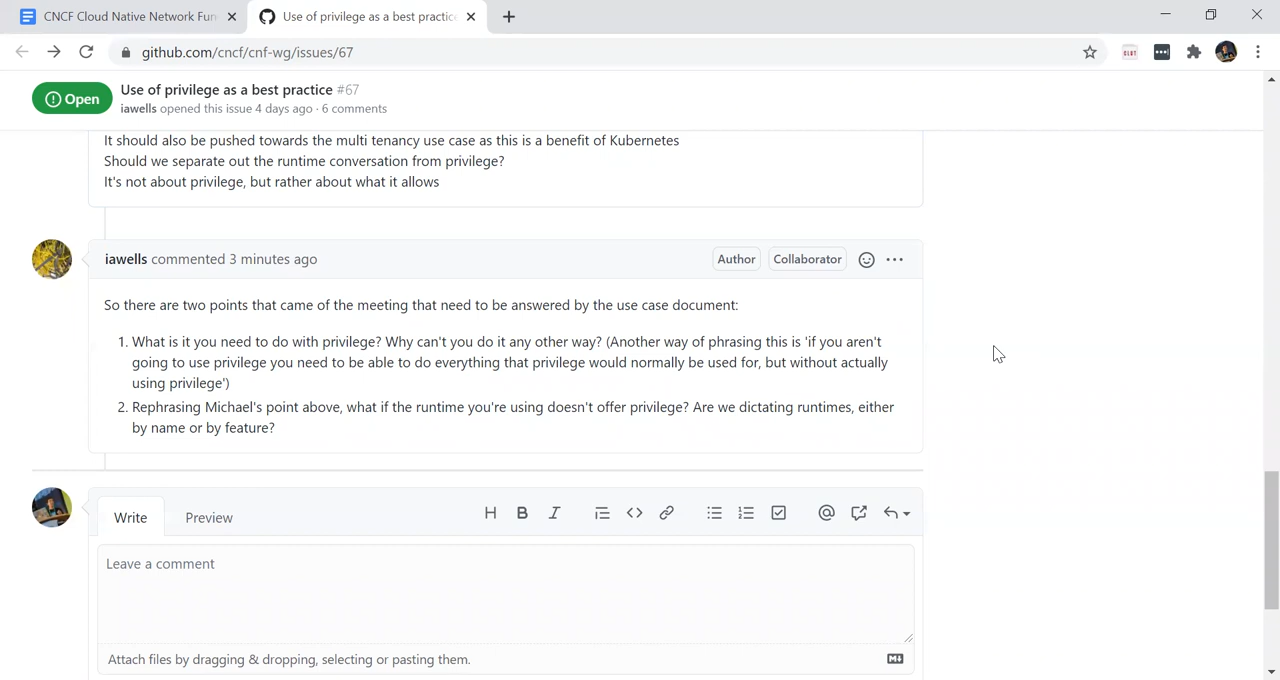 CNCF Cloud Native Network Fun
Use of privilege as a best practice
github.com/cncf/cnf-wg/issues/67
Open
Use of privilege as a best practice #67
iawells opened this issue 4 days ago · 6 comments
It should also be pushed towards the multi tenancy use case as this is a benefit of Kubernetes
Should we separate out the runtime conversation from privilege?
It's not about privilege, but rather about what it allows
iawells commented 3 minutes ago
Author
Collaborator
So there are two points that came of the meeting that need to be answered by the use case document:
1. What is it you need to do with privilege? Why can't you do it any other way? (Another way of phrasing this is 'if you aren't
going to use privilege you need to be able to do everything that privilege would normally be used for, but without actually
using privilege')
2. Rephrasing Michael's point above, what if the runtime you're using doesn't offer privilege? Are we dictating runtimes, either
by name or by feature?
Write
Preview
Leave a comment
Attach files by dragging & dropping, selecting or pasting them.